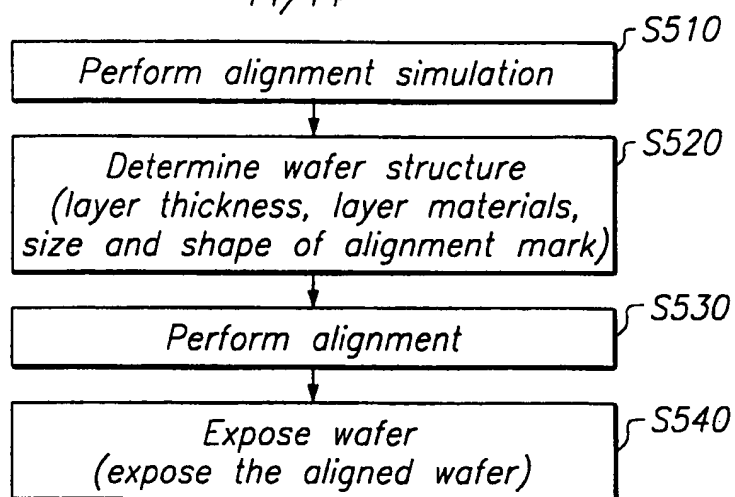 S510
Perform alignment simulation
S520
Determine wafer structure
(layer thickness, layer materials,
size and shape of alignment mark)
S530
Perform alignment
S540
Expose wafer
(expose the aligned wafer)